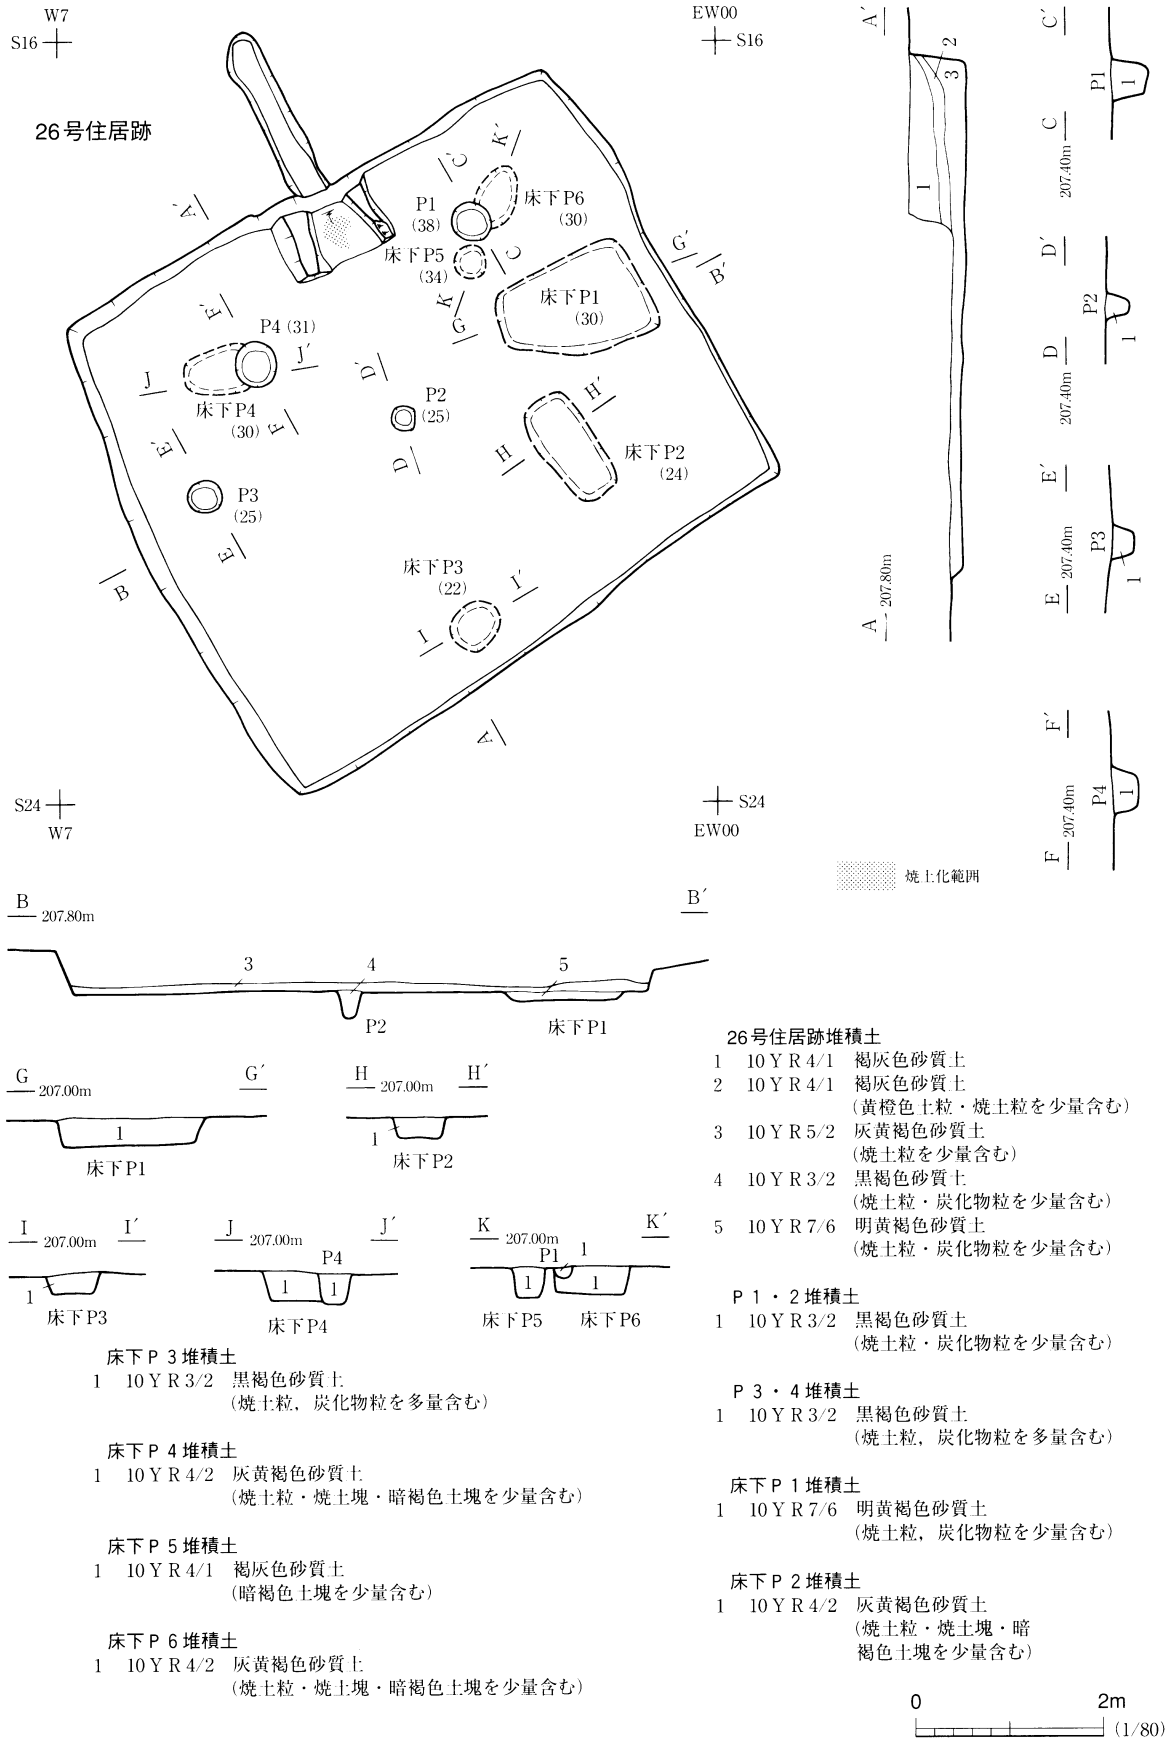 W7
S16
EW00
S16
26号住居跡
A′
K′
C′
P1
(38)
床下P6
(30)
床下P5
(34)
C
K
G′
B′
床下P1
(30)
G
F′
P4 (31)
J′
J
床下P4
(30)
F
D′
P2
(25)
D
H′
H
床下P2
(24)
E′
P3
(25)
E
B
床下P3
(22)
I′
I
A
S24
W7
S24
EW00
A′
2
3
1
A
207.80m
C′
P1
1
C
207.40m
D′
P2
1
D
207.40m
E′
P3
1
E
207.40m
F′
P4
1
F
207.40m
焼土化範囲
B
207.80m
B′
3
4
5
P2
床下P1
G
207.00m
G′
1
床下P1
H
207.00m
H′
1
床下P2
I
207.00m
I′
1
床下P3
J
207.00m
J′
P4
1
1
床下P4
K
207.00m
K′
P1
1
1
1
床下P5
床下P6
26号住居跡堆積土
1 10YR4/1 褐灰色砂質土
2 10YR4/1 褐灰色砂質土
(黄橙色土粒・焼土粒を少量含む)
3 10YR5/2 灰黄褐色砂質土
(焼土粒を少量含む)
4 10YR3/2 黒褐色砂質土
(焼土粒・炭化物粒を少量含む)
5 10YR7/6 明黄褐色砂質土
(焼土粒・炭化物粒を少量含む)
P1・2堆積土
1 10YR3/2 黒褐色砂質土
(焼土粒・炭化物粒を少量含む)
P3・4堆積土
1 10YR3/2 黒褐色砂質土
(焼土粒，炭化物粒を多量含む)
床下P1堆積土
1 10YR7/6 明黄褐色砂質土
(焼土粒，炭化物粒を少量含む)
床下P2堆積土
1 10YR4/2 灰黄褐色砂質土
(焼土粒・焼土塊・暗
褐色土塊を少量含む)
床下P3堆積土
1 10YR3/2 黒褐色砂質土
(焼土粒，炭化物粒を多量含む)
床下P4堆積土
1 10YR4/2 灰黄褐色砂質土
(焼土粒・焼土塊・暗褐色土塊を少量含む)
床下P5堆積土
1 10YR4/1 褐灰色砂質土
(暗褐色土塊を少量含む)
床下P6堆積土
1 10YR4/2 灰黄褐色砂質土
(焼土粒・焼土塊・暗褐色土塊を少量含む)
0
2m
(1/80)